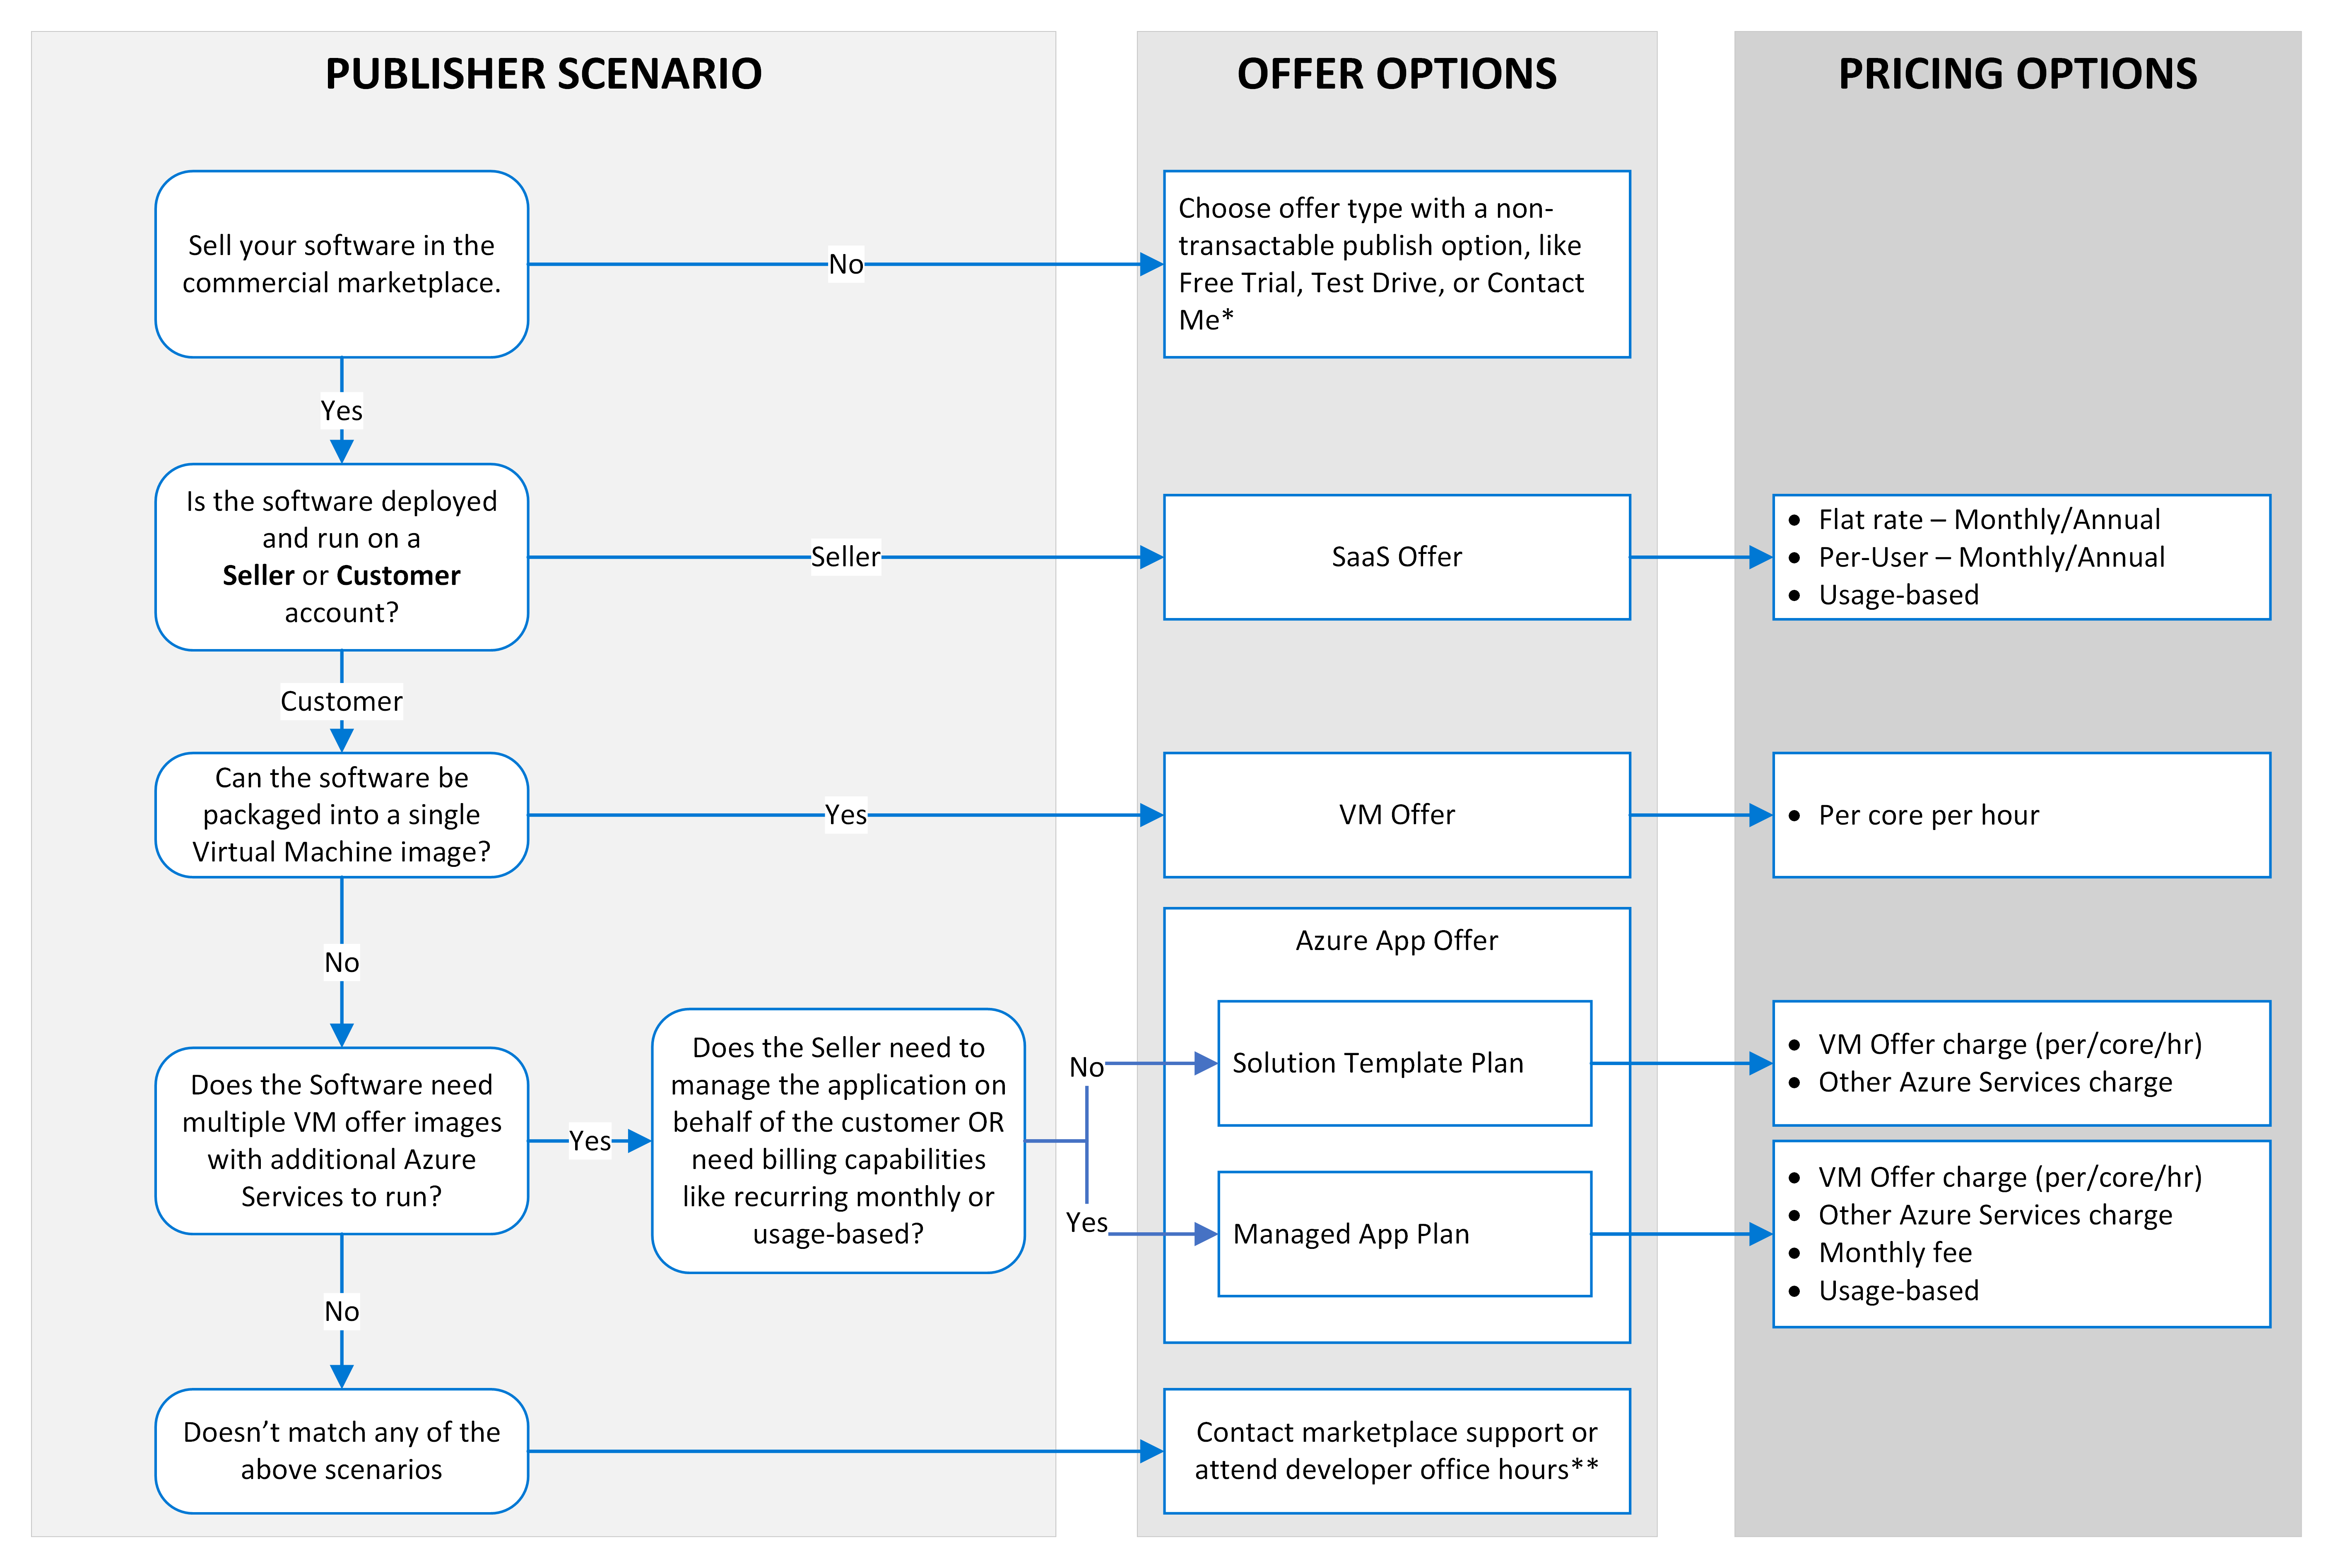 PUBLISHER SCENARIO
OFFER OPTIONS
PRICING OPTIONS
Sell your software in the
commercial marketplace.
No
Choose offer type with a non-
transactable publish option, like
Free Trial, Test Drive, or Contact
Me*
Yes
Is the software deployed
and run on a
Seller or Customer
account?
Seller
SaaS Offer
• Flat rate – Monthly/Annual
• Per-User – Monthly/Annual
• Usage-based
Customer
Can the software be
packaged into a single
Virtual Machine image?
Yes
VM Offer
• Per core per hour
No
Does the Software need
multiple VM offer images
with additional Azure
Services to run?
Yes
Does the Seller need to
manage the application on
behalf of the customer OR
need billing capabilities
like recurring monthly or
usage-based?
Azure App Offer
No
Solution Template Plan
• VM Offer charge (per/core/hr)
• Other Azure Services charge
Yes
Managed App Plan
• VM Offer charge (per/core/hr)
• Other Azure Services charge
• Monthly fee
• Usage-based
No
Doesn’t match any of the
above scenarios
Contact marketplace support or
attend developer office hours**